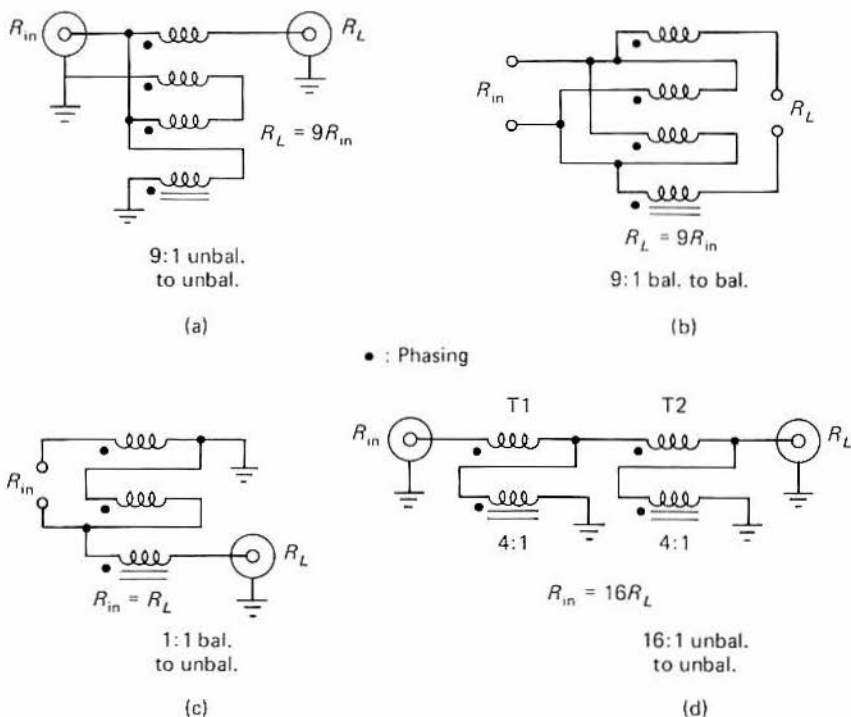 R_in
R_L
R_L = 9R_in
9:1 unbal.
to unbal.
(a)
R_in
R_L
R_L = 9R_in
9:1 bal. to bal.
(b)
● : Phasing
R_in
R_L
R_in = R_L
1:1 bal.
to unbal.
(c)
T1
T2
R_in
R_L
4:1
4:1
R_in = 16R_L
16:1 unbal.
to unbal.
(d)